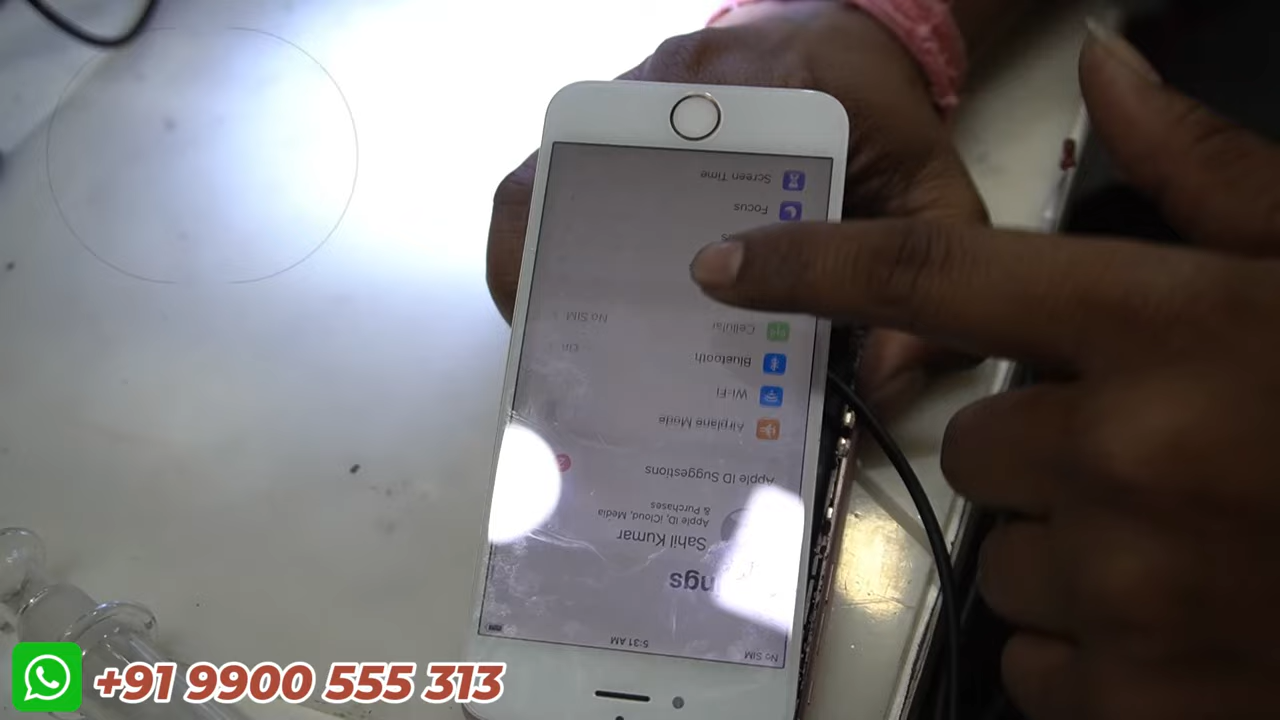 No SIM
5:31 AM
Sahil Kumar
Apple ID, iCloud, Media
& Purchases
Apple ID Suggestions
Airplane Mode
Wi-Fi
Bluetooth
On
Cellular
No SIM
Focus
Screen Time
+91 9900 555 313